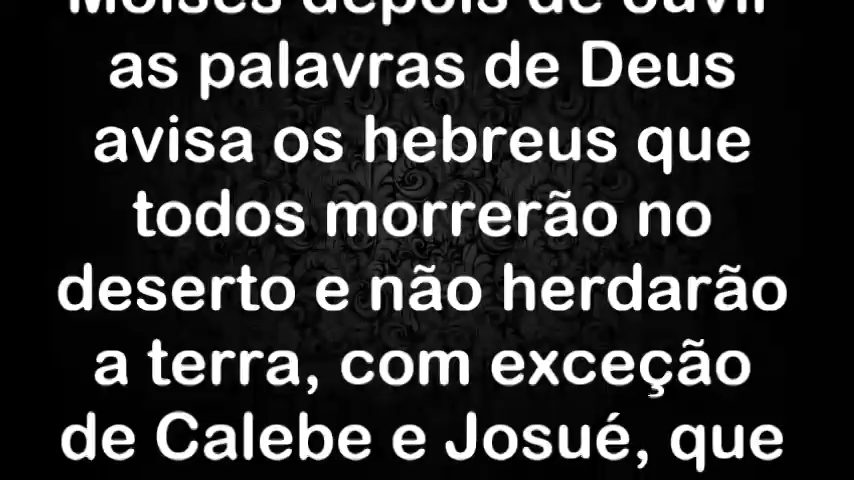 Moisés depois de ouvir
as palavras de Deus
avisa os hebreus que
todos morrerão no
deserto e não herdarão
a terra, com exceção
de Calebe e Josué, que